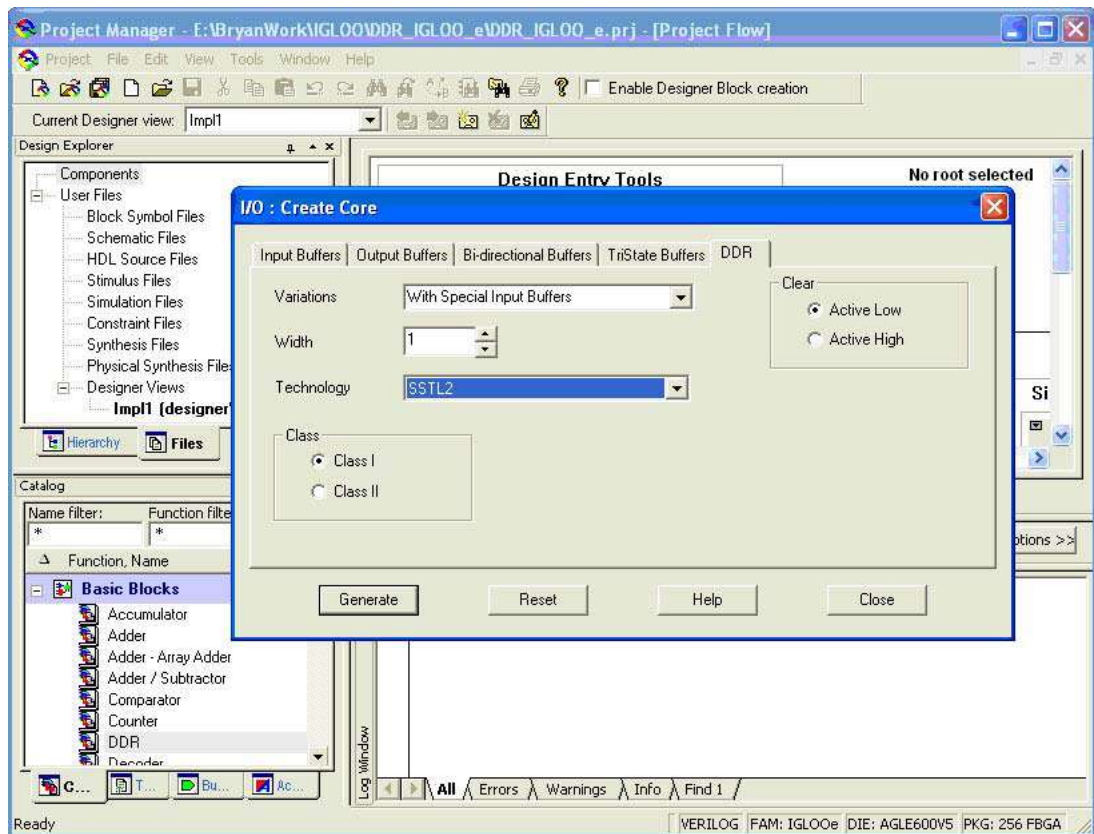 Project Manager - E:\BryanWork\IGLOO\DDR_IGLOO_e\DDR_IGLOO_e.prj - [Project Flow]
Project File Edit View Tools Window Help
Enable Designer Block creation
Current Designer view: Impl1
Design Explorer
Components
User Files
Block Symbol Files
Schematic Files
HDL Source Files
Stimulus Files
Simulation Files
Constraint Files
Synthesis Files
Physical Synthesis File
Designer Views
Impl1 (designer
Hierarchy Files
Design Entry Tools
No root selected
Si
I/O : Create Core
Input Buffers Output Buffers Bi-directional Buffers TriState Buffers DDR
Variations With Special Input Buffers
Width 1
Technology SSTL2
Class
Class I
Class II
Clear
Active Low
Active High
Generate Reset Help Close
Catalog
Name filter: Function filte
* *
Function, Name
Basic Blocks
Accumulator
Adder
Adder - Array Adder
Adder / Subtractor
Comparator
Counter
DDR
Decoder
C... T... Bu... Ac...
ptions >>
Log Window
All Errors Warnings Info Find 1
Ready
VERILOG FAM: IGLOOe DIE: AGLE600V5 PKG: 256 FBGA